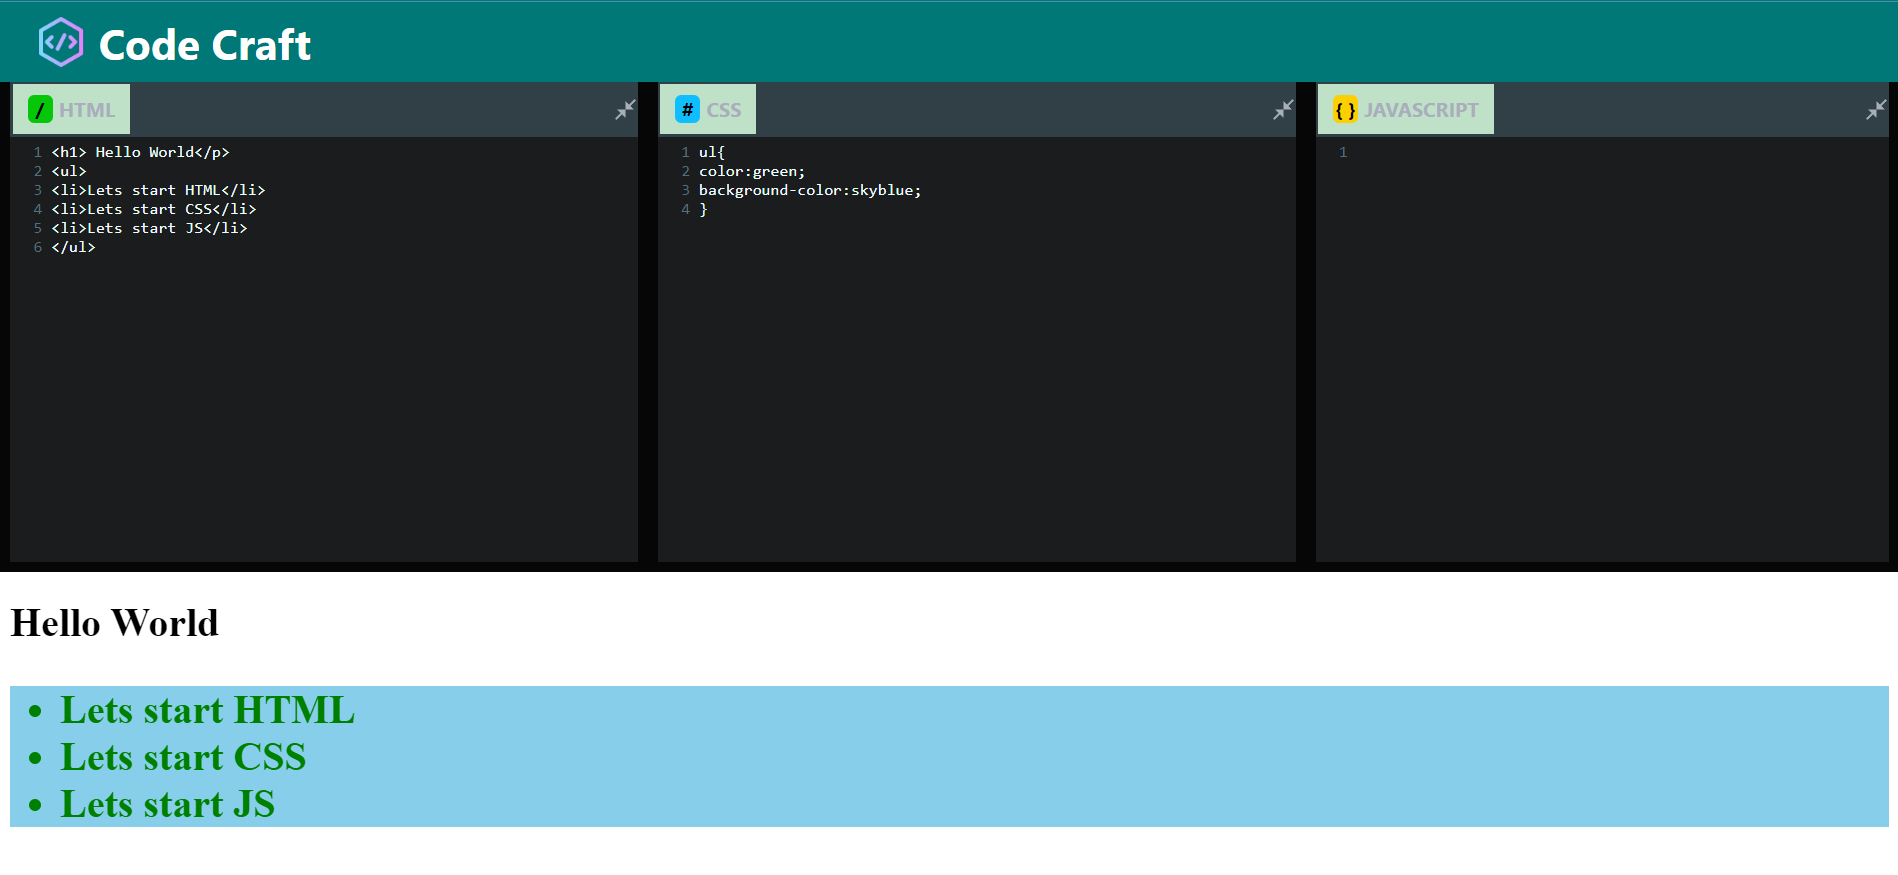 </> Code Craft
/ HTML
1 <h1> Hello World</p>
2 <ul>
3 <li>Lets start HTML</li>
4 <li>Lets start CSS</li>
5 <li>Lets start JS</li>
6 </ul>
# CSS
1 ul{
2 color:green;
3 background-color:skyblue;
4 }
{ } JAVASCRIPT
1
Hello World
• Lets start HTML
• Lets start CSS
• Lets start JS